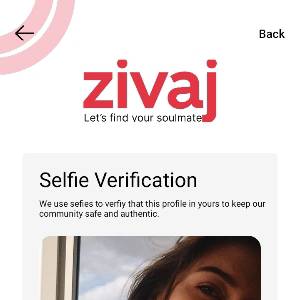 Back
zivaj
Let's find your soulmate
Selfie Verification
We use sefies to verfiy that this profile in yours to keep our
community safe and authentic.